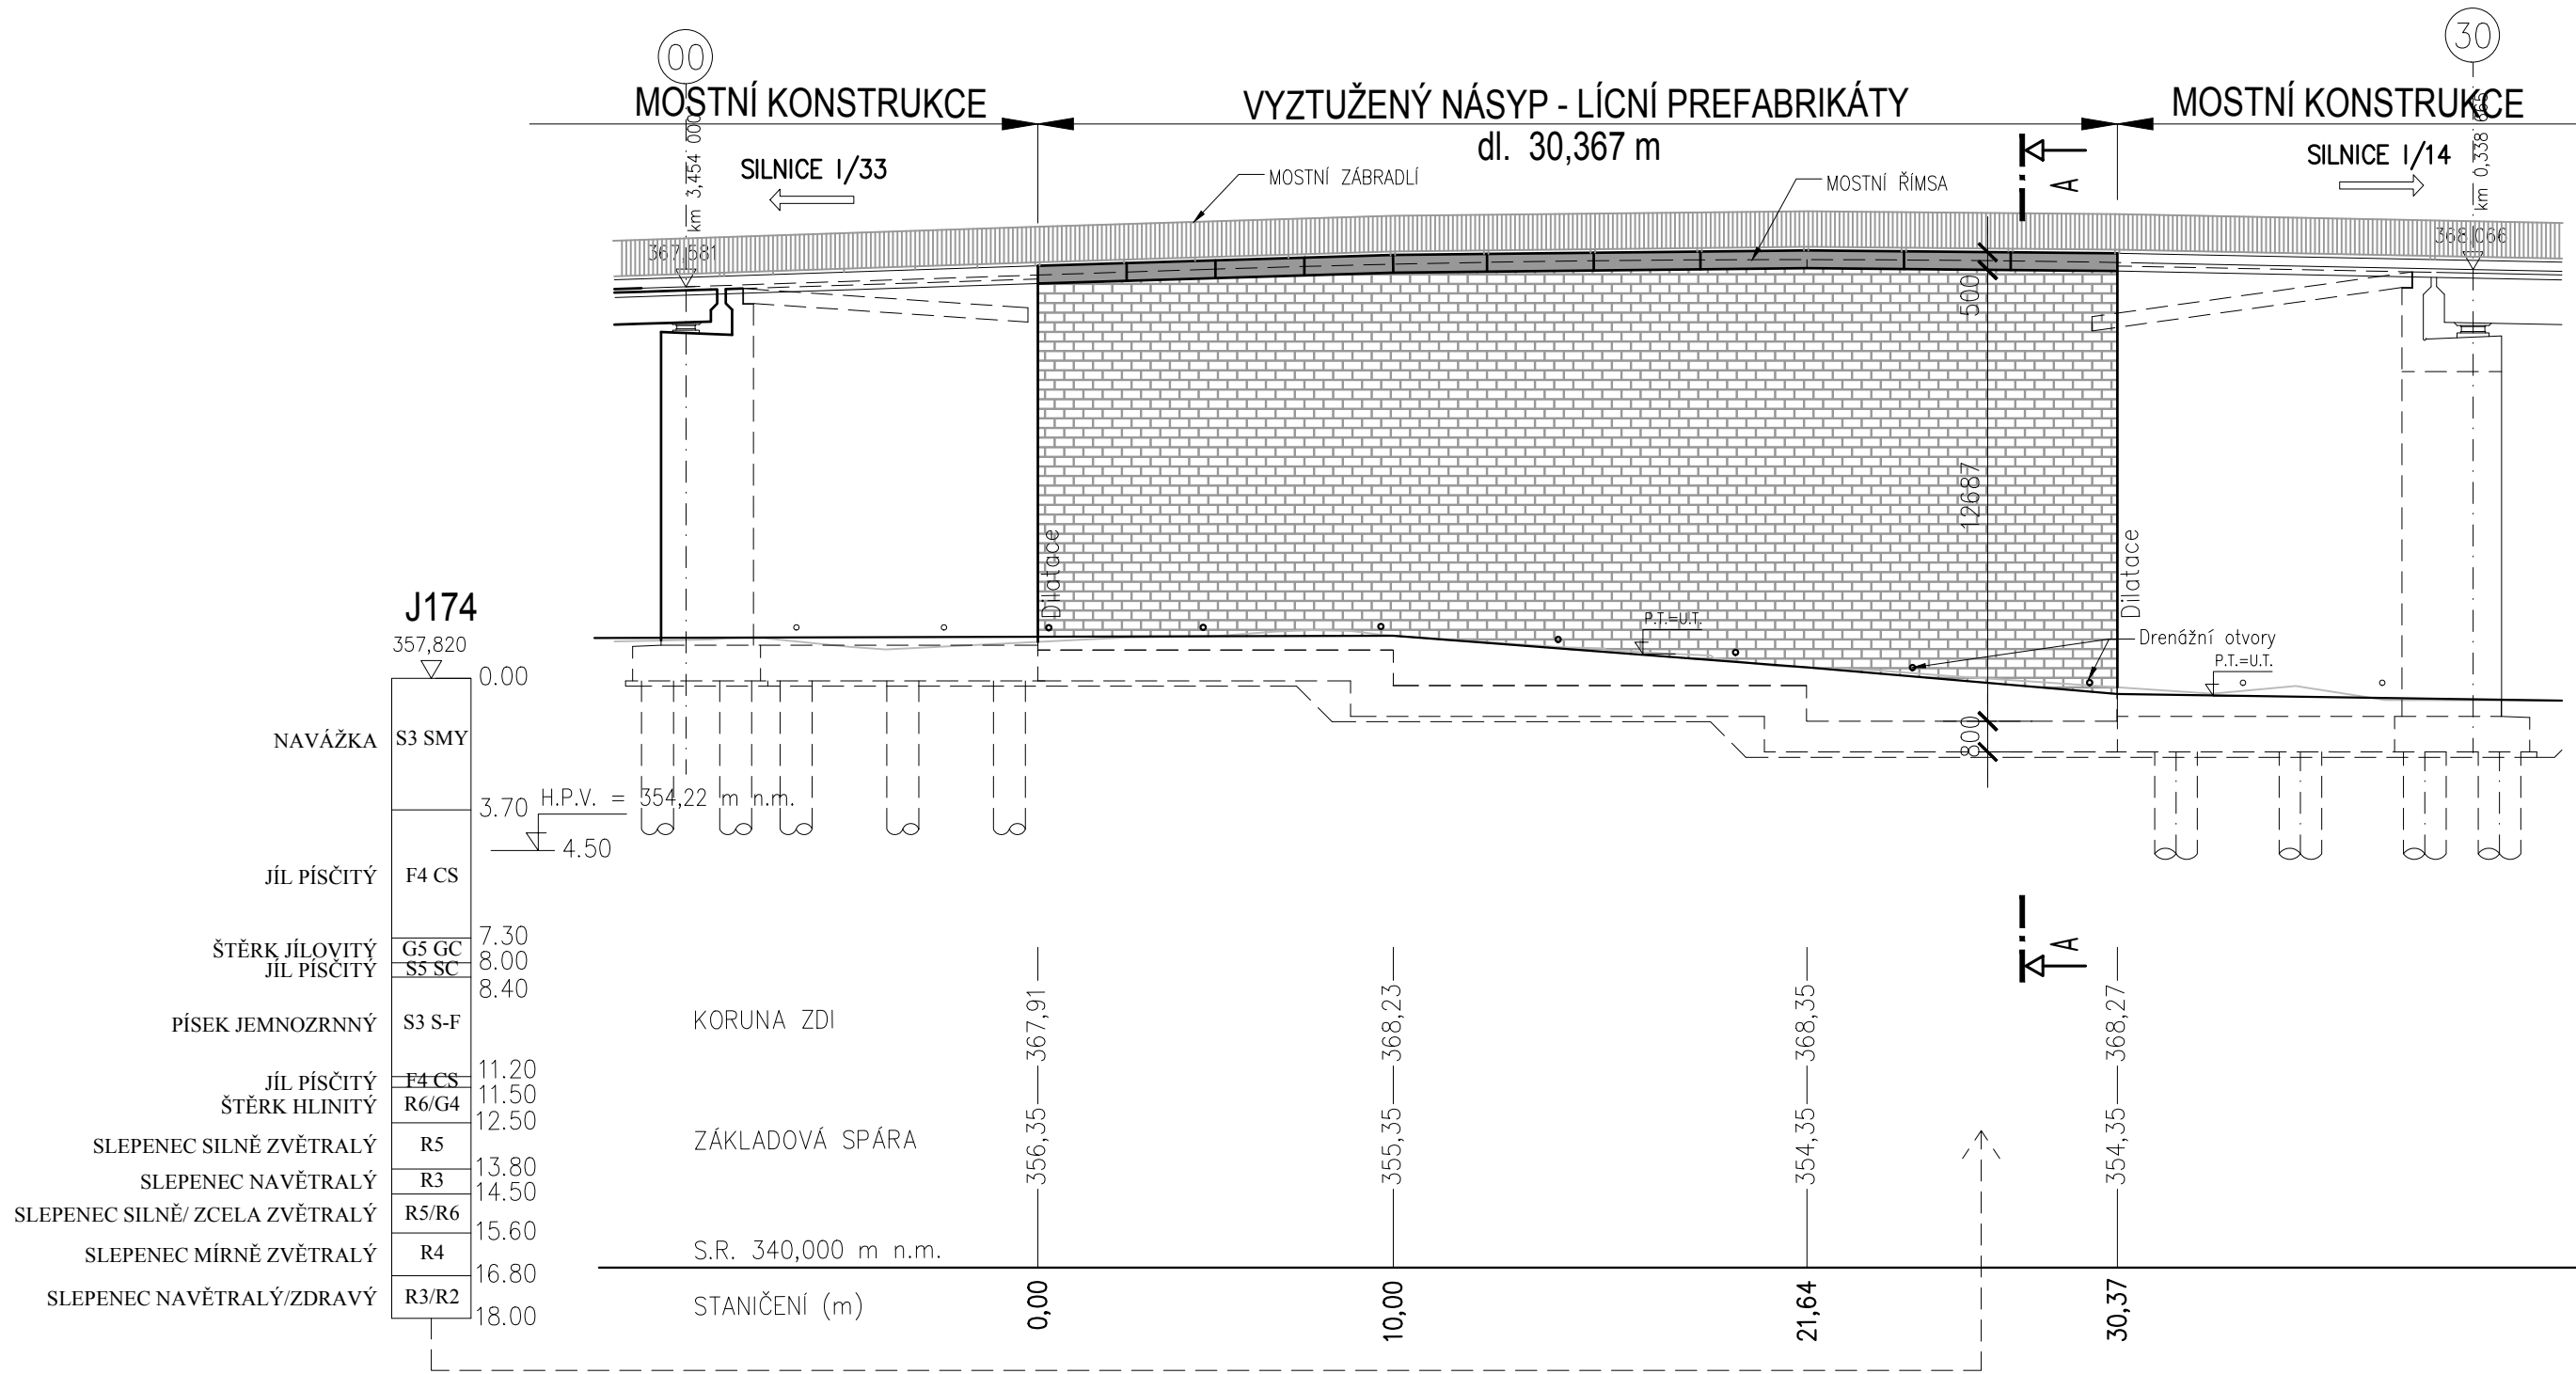 00
30
MOSTNÍ KONSTRUKCE
VYZTUŽENÝ NÁSYP - LÍCNÍ PREFABRIKÁTY
MOSTNÍ KONSTRUKCE
dl. 30,367 m
km 3,454 000
SILNICE I/33
MOSTNÍ ZÁBRADLÍ
MOSTNÍ ŘÍMSA
A
SILNICE I/14
km 0,338 665
367,581
368,066
500
12687
800
Dilatace
Dilatace
P.T.=U.T.
Drenážní otvory
P.T.=U.T.
J174
357,820
0.00
NAVÁŽKA
S3 SMY
3.70
H.P.V. = 354,22 m n.m.
4.50
JÍL PÍSČITÝ
F4 CS
7.30
ŠTĚRK JÍLOVITÝ
G5 GC
8.00
JÍL PÍSČITÝ
S5 SC
8.40
PÍSEK JEMNOZRNNÝ
S3 S-F
11.20
JÍL PÍSČITÝ
F4 CS
11.50
ŠTĚRK HLINITÝ
R6/G4
12.50
SLEPENEC SILNĚ ZVĚTRALÝ
R5
13.80
SLEPENEC NAVĚTRALÝ
R3
14.50
SLEPENEC SILNĚ/ ZCELA ZVĚTRALÝ
R5/R6
15.60
SLEPENEC MÍRNĚ ZVĚTRALÝ
R4
16.80
SLEPENEC NAVĚTRALÝ/ZDRAVÝ
R3/R2
18.00
A
KORUNA ZDI
367,91
368,23
368,35
368,27
ZÁKLADOVÁ SPÁRA
356,35
355,35
354,35
354,35
S.R. 340,000 m n.m.
STANIČENÍ (m)
0,00
10,00
21,64
30,37